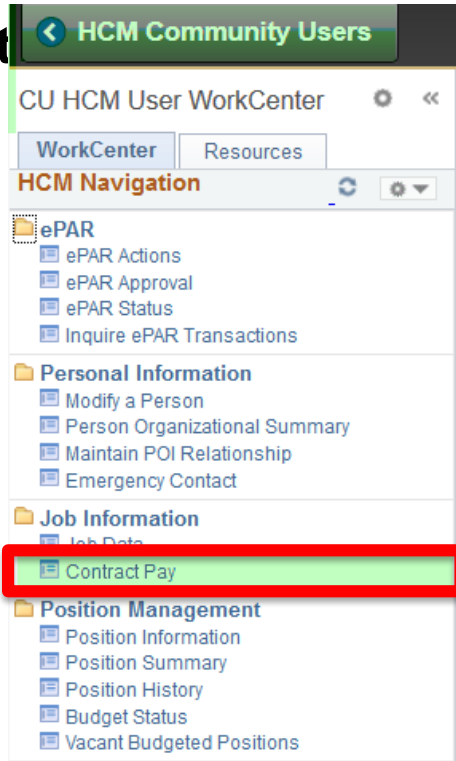 HCM Community Users
CU HCM User WorkCenter
WorkCenter Resources
HCM Navigation
ePAR
ePAR Actions
ePAR Approval
ePAR Status
Inquire ePAR Transactions
Personal Information
Modify a Person
Person Organizational Summary
Maintain POI Relationship
Emergency Contact
Job Information
Job Data
Contract Pay
Position Management
Position Information
Position Summary
Position History
Budget Status
Vacant Budgeted Positions